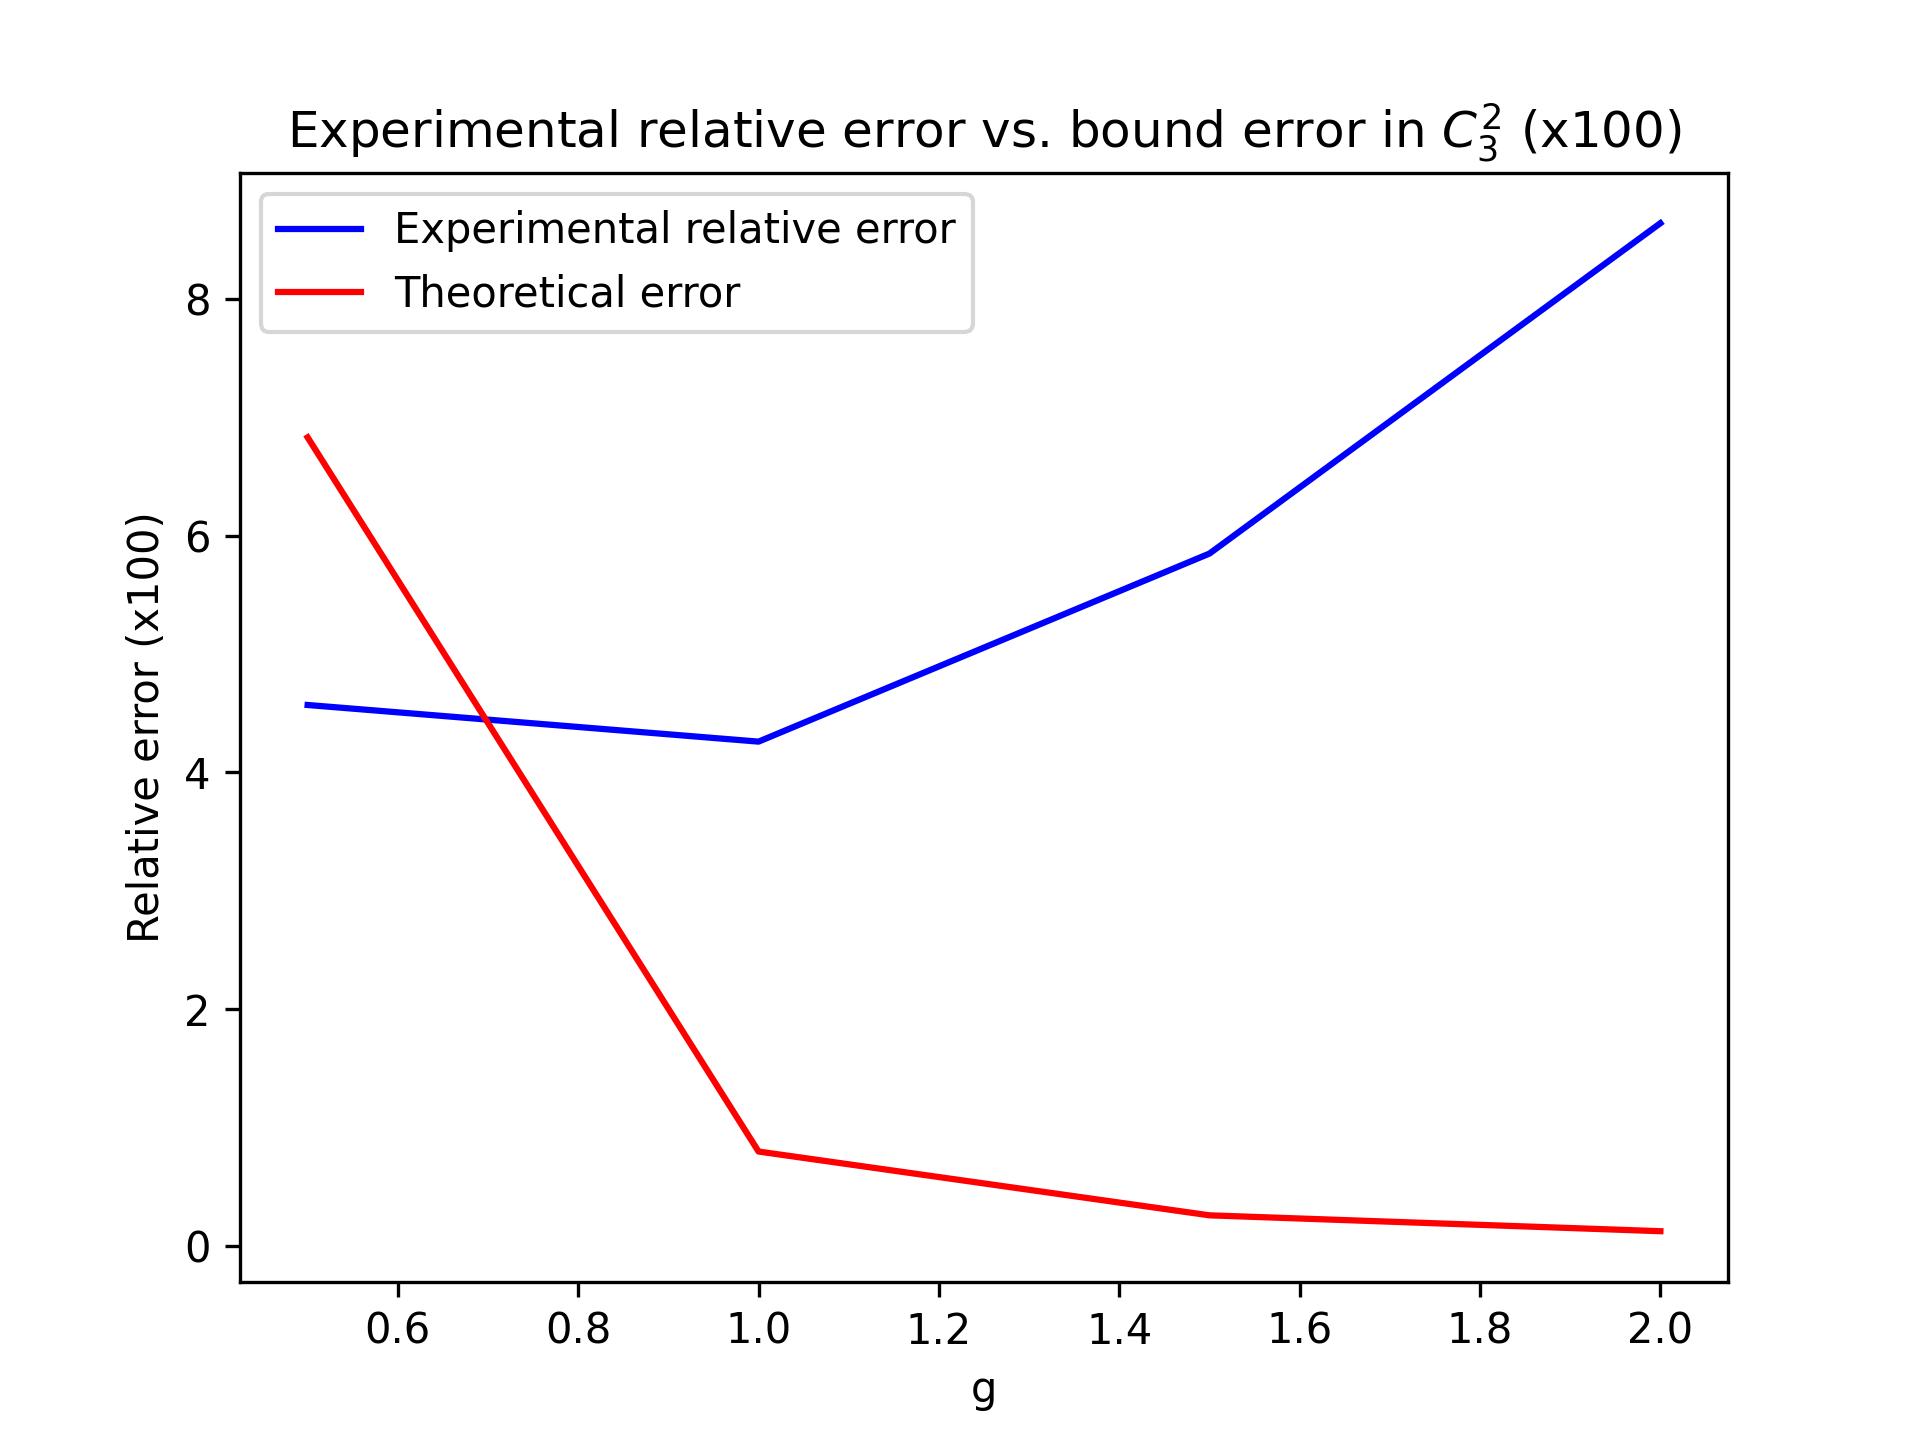 Experimental relative error vs. bound error in $C_3^2$ (x100)
Experimental relative error
Theoretical error
Relative error (x100)
8
6
4
2
0
0.6 0.8 1.0 1.2 1.4 1.6 1.8 2.0
g